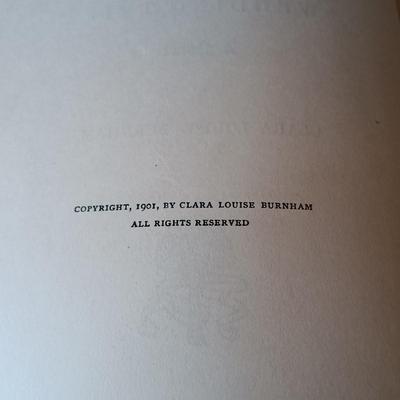 COPYRIGHT, 1901, BY CLARA LOUISE BURNHAM
ALL RIGHTS RESERVED